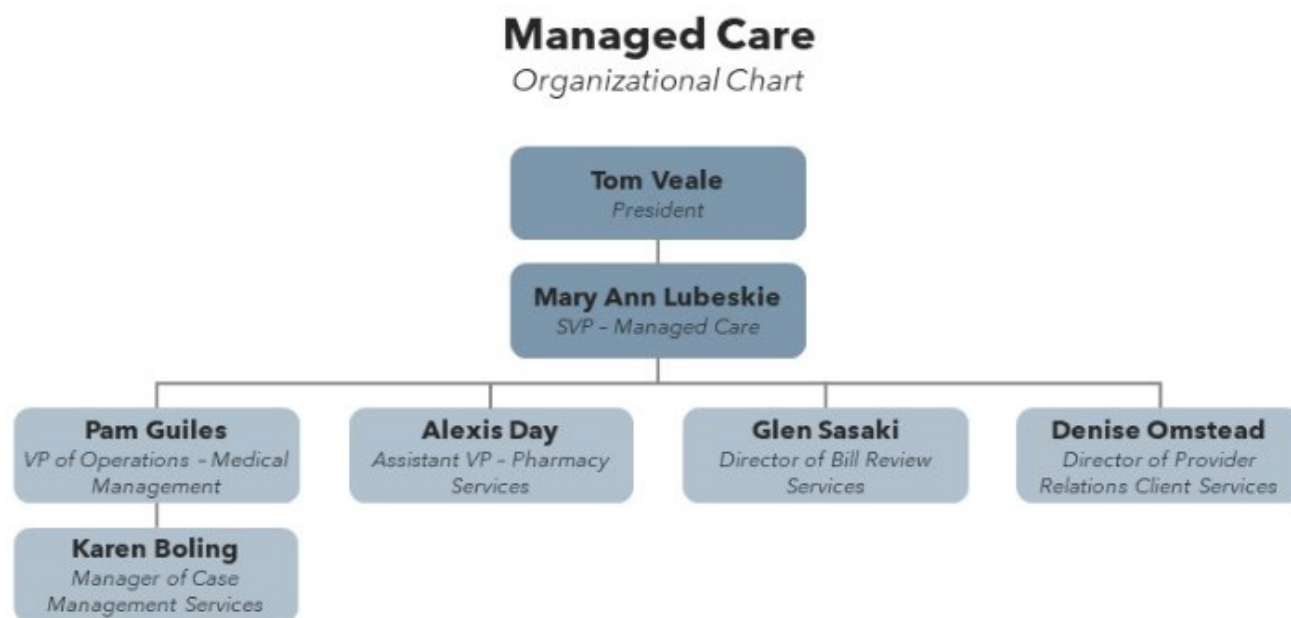 Managed Care
Organizational Chart
Tom Veale
President
Mary Ann Lubeskie
SVP – Managed Care
Pam Guiles
VP of Operations – Medical
Management
Alexis Day
Assistant VP – Pharmacy
Services
Glen Sasaki
Director of Bill Review
Services
Denise Omstead
Director of Provider
Relations Client Services
Karen Boling
Manager of Case
Management Services